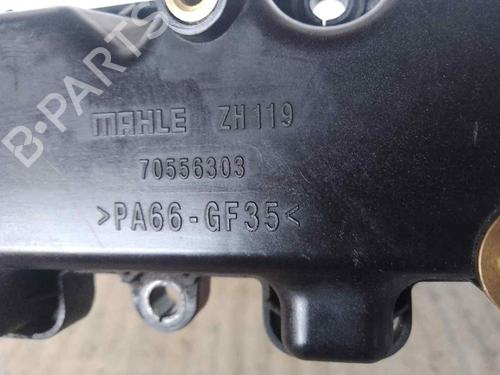 MAHLE ZH119
70556303
>PA66-GF35<
B-PARTS